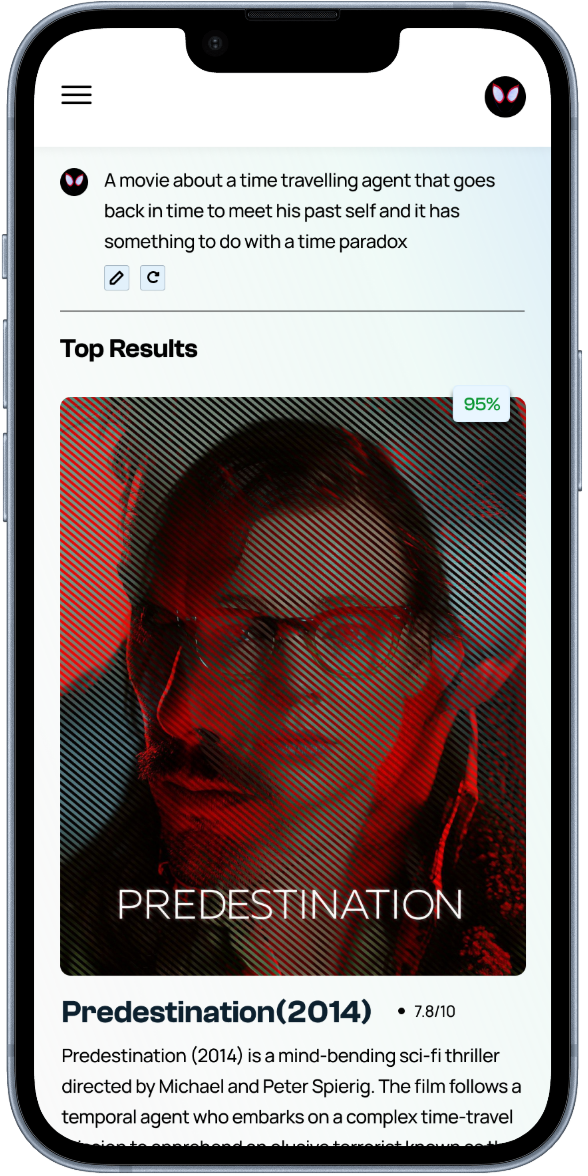 A movie about a time travelling agent that goes
back in time to meet his past self and it has
something to do with a time paradox
Top Results
95%
PREDESTINATION
Predestination(2014) • 7.8/10
Predestination (2014) is a mind-bending sci-fi thriller
directed by Michael and Peter Spierig. The film follows a
temporal agent who embarks on a complex time-travel